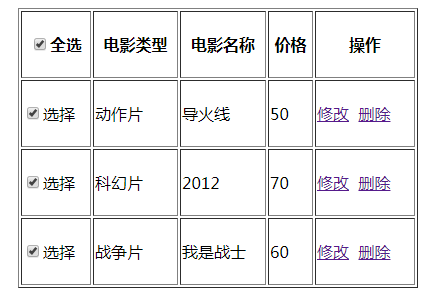 全选 电影类型 电影名称 价格 操作
选择 动作片 导火线 50 修改 删除
选择 科幻片 2012 70 修改 删除
选择 战争片 我是战士 60 修改 删除